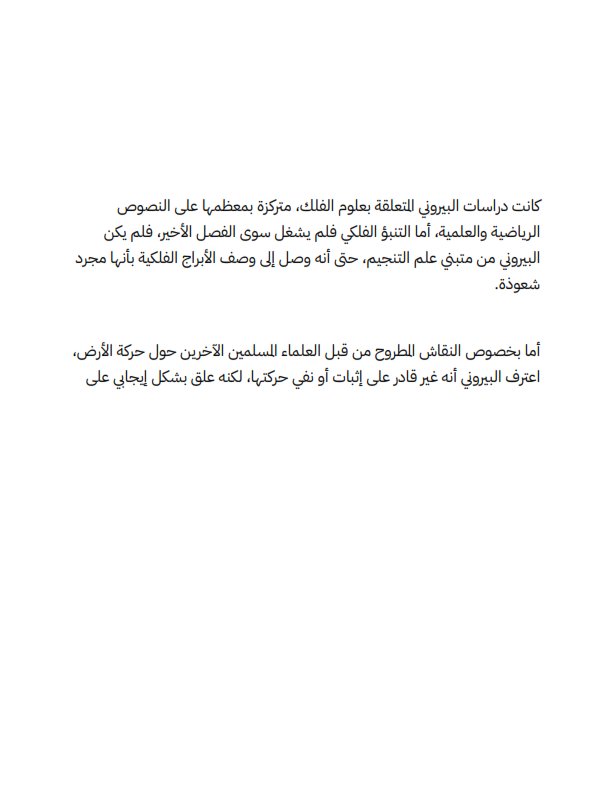 كانت دراسات البيروني المتعلقة بعلوم الفلك، متركزة بمعظمها على النصوص
الرياضية والعلمية، أما التنبؤ الفلكي فلم يشغل سوى الفصل الأخير، فلم يكن
البيروني من متبني علم التنجيم، حتى أنه وصل إلى وصف الأبراج الفلكية بأنها مجرد
شعوذة.
أما بخصوص النقاش المطروح من قبل العلماء المسلمين الآخرين حول حركة الأرض،
اعترف البيروني أنه غير قادر على إثبات أو نفي حركتها، لكنه علق بشكل إيجابي على